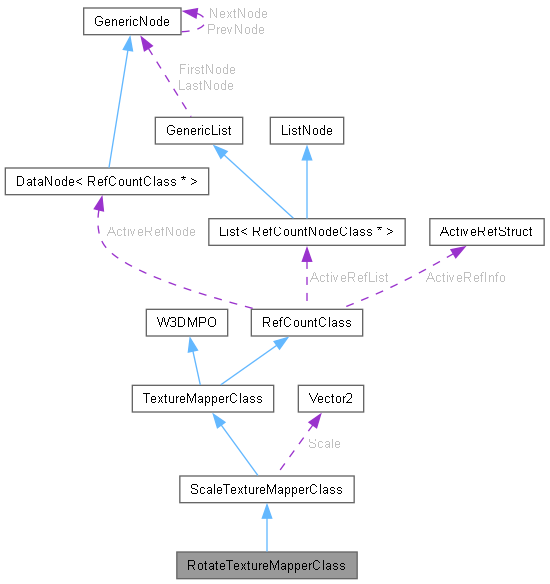 GenericNode
NextNode
PrevNode
FirstNode
LastNode
GenericList
ListNode
DataNode< RefCountClass * >
ActiveRefNode
List< RefCountNodeClass * >
ActiveRefStruct
ActiveRefList
ActiveRefInfo
W3DMPO
RefCountClass
TextureMapperClass
Vector2
Scale
ScaleTextureMapperClass
RotateTextureMapperClass